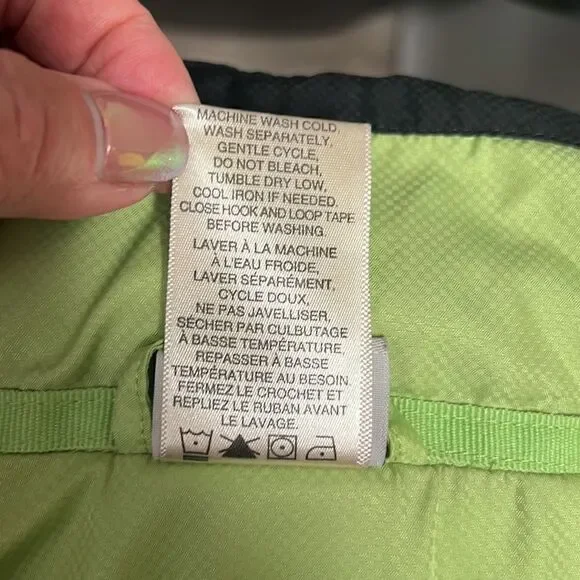 MACHINE WASH COLD,
WASH SEPARATELY,
GENTLE CYCLE,
DO NOT BLEACH,
TUMBLE DRY LOW,
COOL IRON IF NEEDED.
CLOSE HOOK AND LOOP TAPE
BEFORE WASHING.
LAVER À LA MACHINE
À L'EAU FROIDE,
LAVER SÉPARÉMENT,
CYCLE DOUX.
NE PAS JAVELLISER,
SÉCHER PAR CULBUTAGE
À BASSE TEMPÉRATURE,
REPASSER À BASSE
TEMPÉRATURE AU BESOIN.
FERMEZ LE CROCHET ET
REPLIEZ LE RUBAN AVANT
LE LAVAGE.